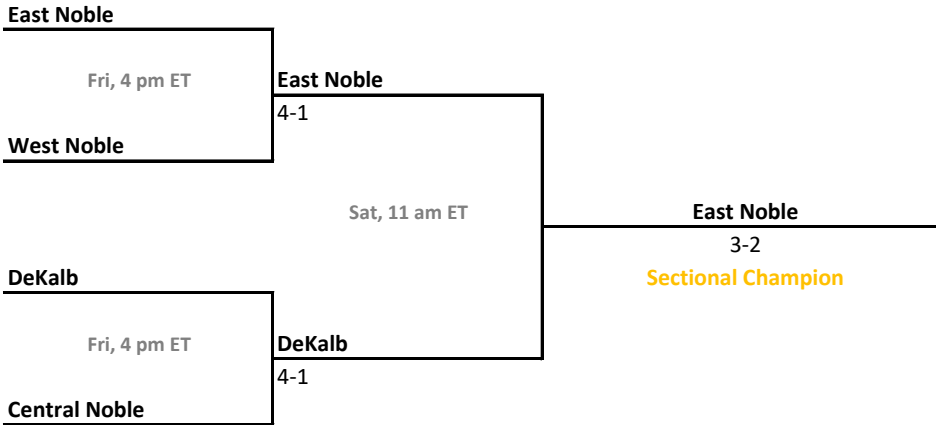 East Noble
Fri, 4 pm ET
East Noble
4-1
West Noble
Sat, 11 am ET
East Noble
3-2
Sectional Champion
DeKalb
Fri, 4 pm ET
DeKalb
4-1
Central Noble